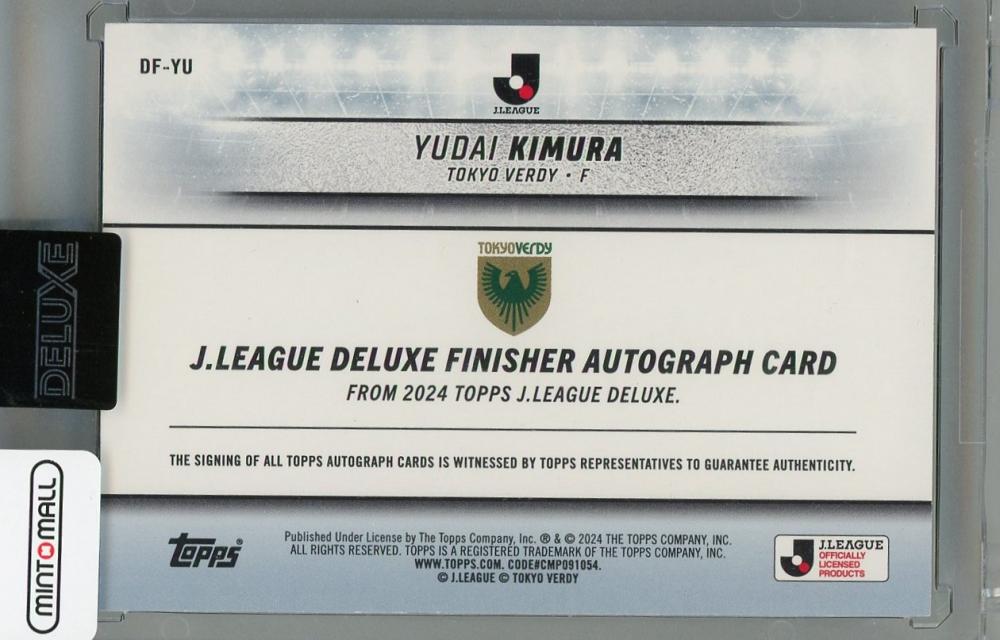 DF-YU
J.LEAGUE
YUDAI KIMURA
TOKYO VERDY · F
TOKYO VERDY
DELUXE
J.LEAGUE DELUXE FINISHER AUTOGRAPH CARD
FROM 2024 TOPPS J.LEAGUE DELUXE.
THE SIGNING OF ALL TOPPS AUTOGRAPH CARDS IS WITNESSED BY TOPPS REPRESENTATIVES TO GUARANTEE AUTHENTICITY.
MINTOMALL
topps®
Published Under License by The Topps Company, Inc. ® & © 2024 THE TOPPS COMPANY, INC.
ALL RIGHTS RESERVED. TOPPS IS A REGISTERED TRADEMARK OF THE TOPPS COMPANY, INC.
WWW.TOPPS.COM. CODE#CMP091054.
© J.LEAGUE © TOKYO VERDY
J.LEAGUE
OFFICIALLY
LICENSED
PRODUCTS